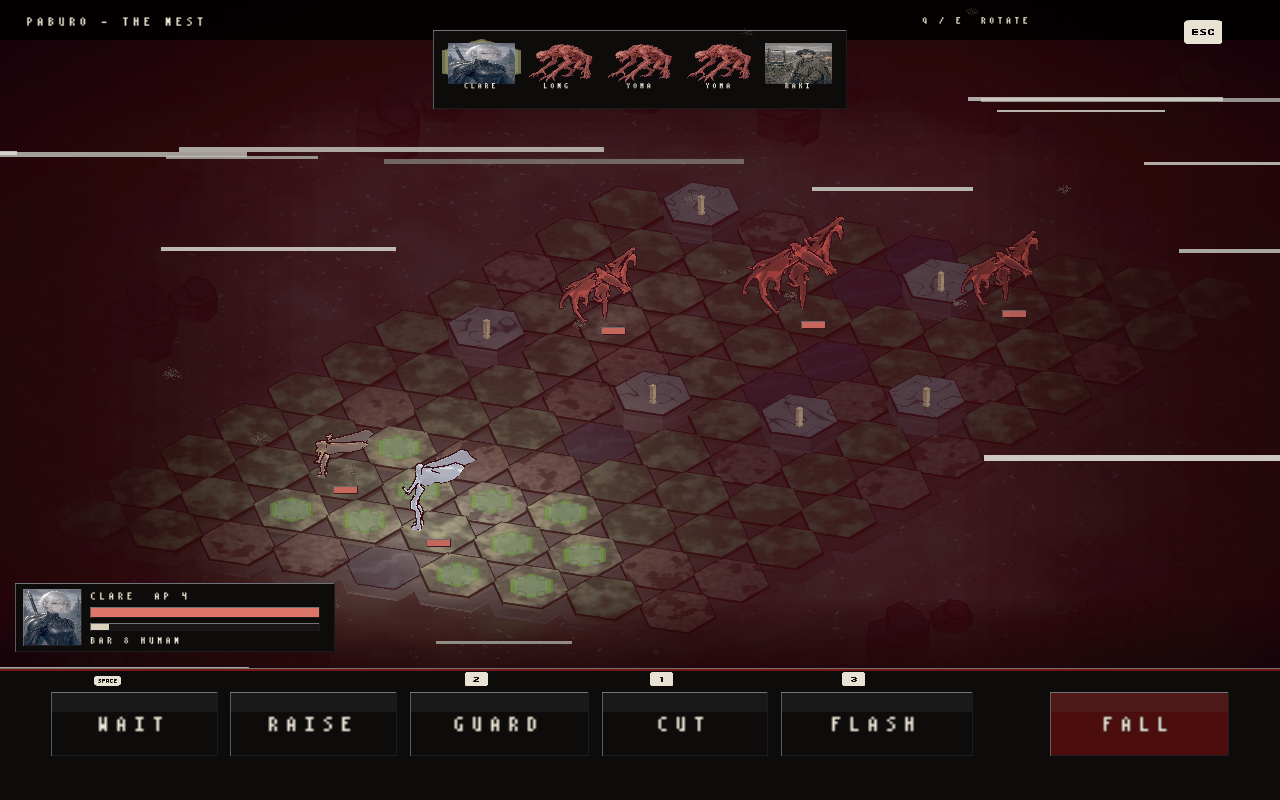 PABURO - THE NEST
Q / E ROTATE
ESC
CLARE
LONG
YOMA
YOMA
RAKI
CLARE AP 4
BAR 8 HUMAN
SPACE
2
1
3
WAIT
RAISE
GUARD
CUT
FLASH
FALL